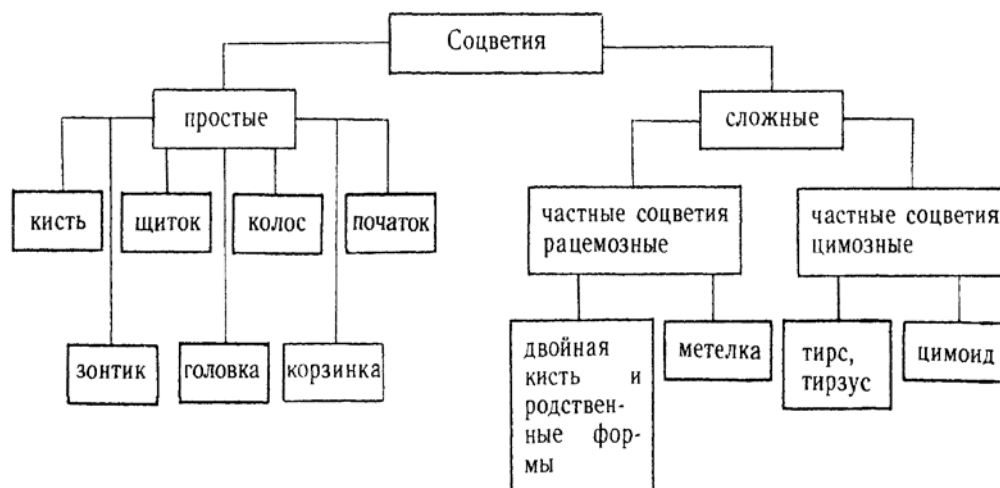 Соцветия
простые
сложные
кисть
щиток
колос
початок
зонтик
головка
корзинка
частные соцветия
рацемозные
частные соцветия
цимозные
двойная
кисть и
родствен-
ные фор-
мы
метелка
тирс,
тирзус
цимоид